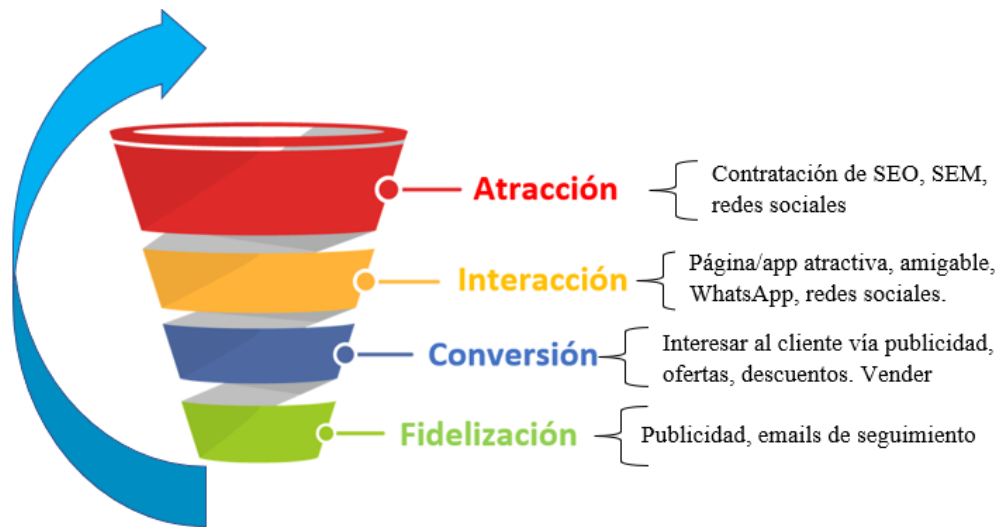 Atracción
Contratación de SEO, SEM,
redes sociales
Interacción
Página/app atractiva, amigable,
WhatsApp, redes sociales.
Conversión
Interesar al cliente vía publicidad,
ofertas, descuentos. Vender
Fidelización
Publicidad, emails de seguimiento